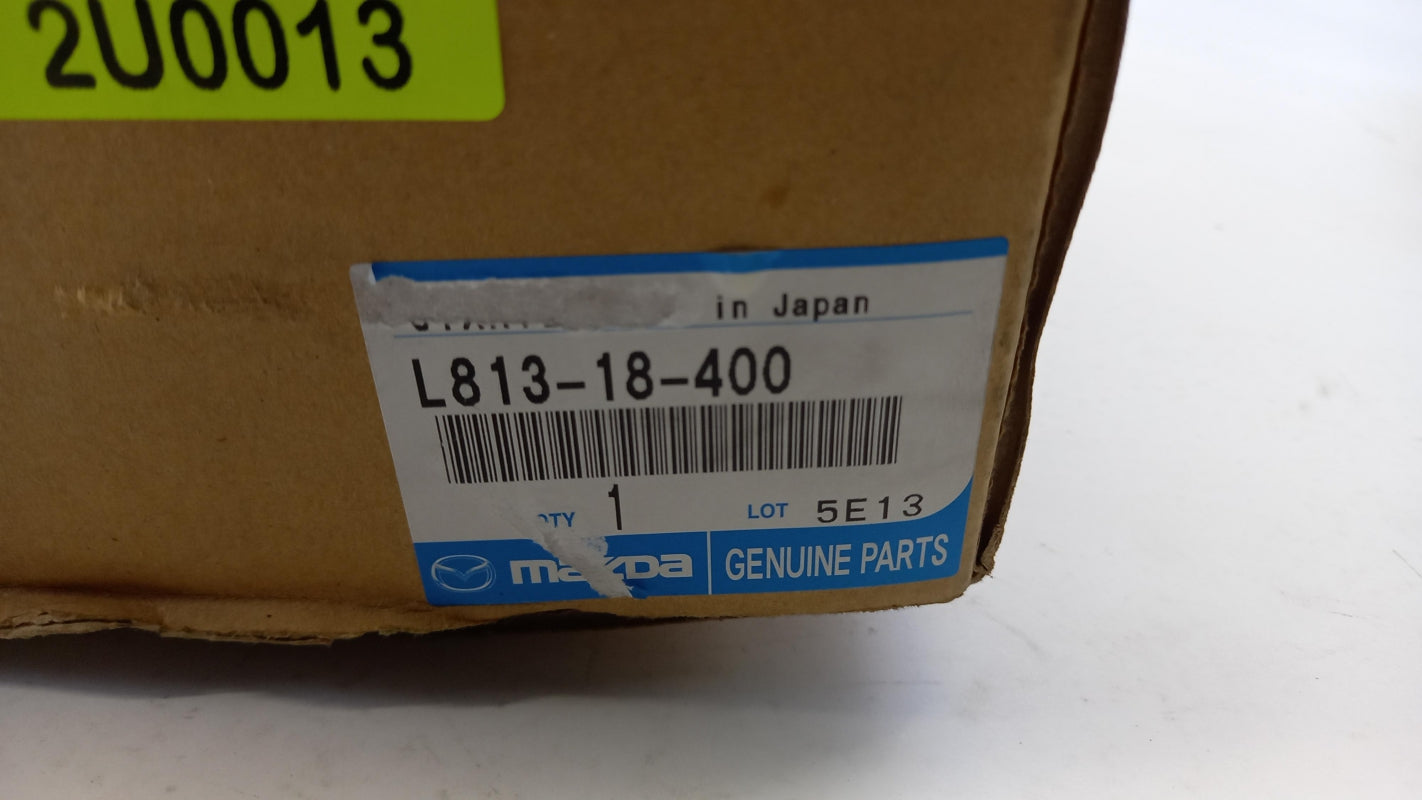 2U0013
in Japan
L813-18-400
QTY 1 LOT 5E13
mazda GENUINE PARTS